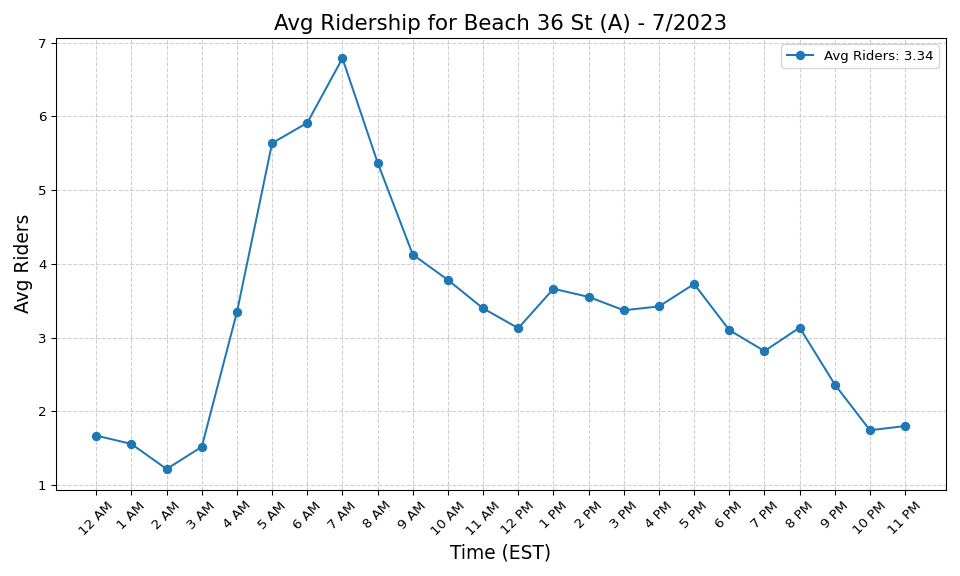 Avg Ridership for Beach 36 St (A) - 7/2023
Avg Riders: 3.34
7
6
5
4
3
2
1
Avg Riders
12 AM
1 AM
2 AM
3 AM
4 AM
5 AM
6 AM
7 AM
8 AM
9 AM
10 AM
11 AM
12 PM
1 PM
2 PM
3 PM
4 PM
5 PM
6 PM
7 PM
8 PM
9 PM
10 PM
11 PM
Time (EST)